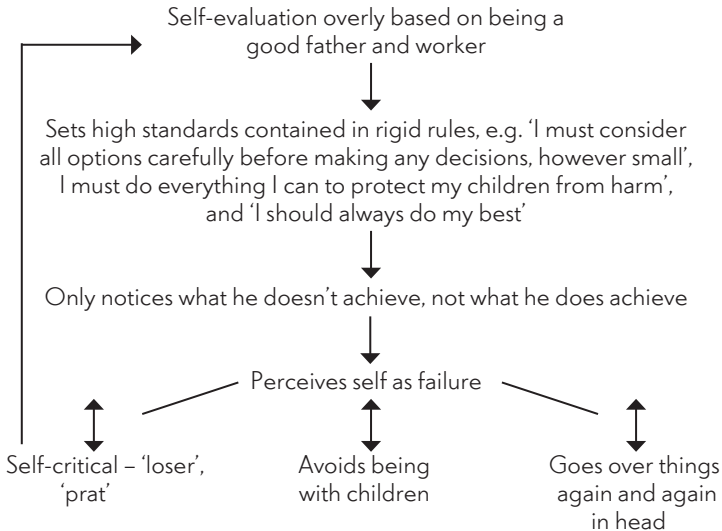 Self-evaluation overly based on being a
good father and worker
Sets high standards contained in rigid rules, e.g. ‘I must consider
all options carefully before making any decisions, however small’,
I must do everything I can to protect my children from harm’,
and ‘I should always do my best’
Only notices what he doesn’t achieve, not what he does achieve
Perceives self as failure
Self-critical – ‘loser’,
‘prat’
Avoids being
with children
Goes over things
again and again
in head